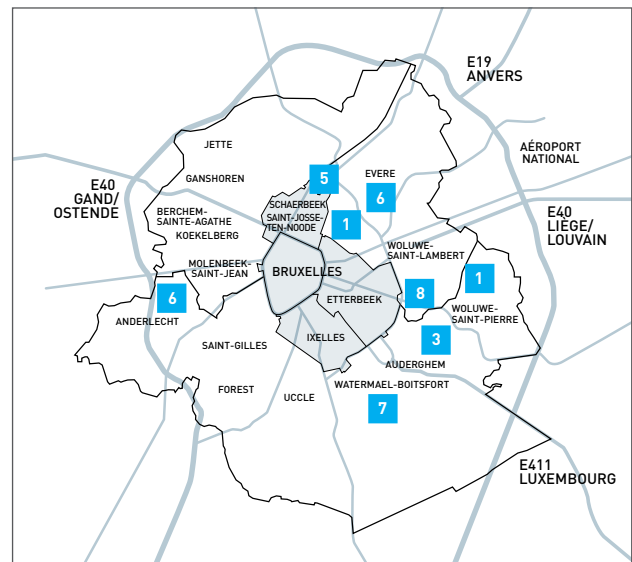 E19
ANVERS
JETTE
AÉROPORT
NATIONAL
GANSHOREN
5
EVERE
6
E40
GAND/
OSTENDE
SCHAERBEEK
SAINT-JOSSE-
TEN-NOODE
1
BERCHEM-
SAINTE-AGATHE
KOEKELBERG
E40
LIÈGE/
LOUVAIN
WOLUWE-
SAINT-LAMBERT
MOLENBEEK-
SAINT-JEAN
BRUXELLES
1
6
ETTERBEEK
8
WOLUWE-
SAINT-PIERRE
ANDERLECHT
SAINT-GILLES
IXELLES
3
AUDERGHEM
FOREST
UCCLE
WATERMAEL-BOITSFORT
7
E411
LUXEMBOURG